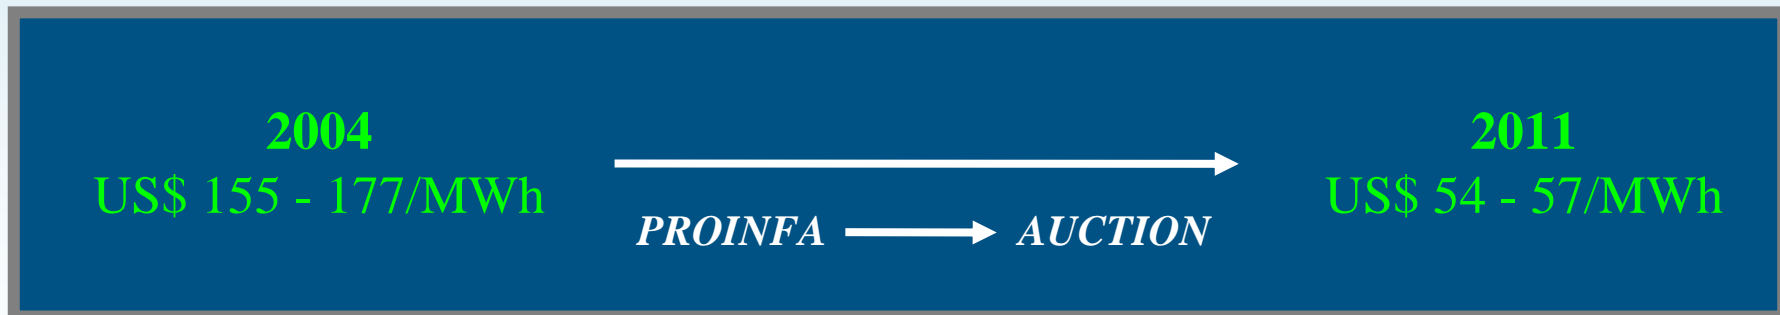 2004
US$ 155 - 177/MWh
PROINFA
AUCTION
2011
US$ 54 - 57/MWh